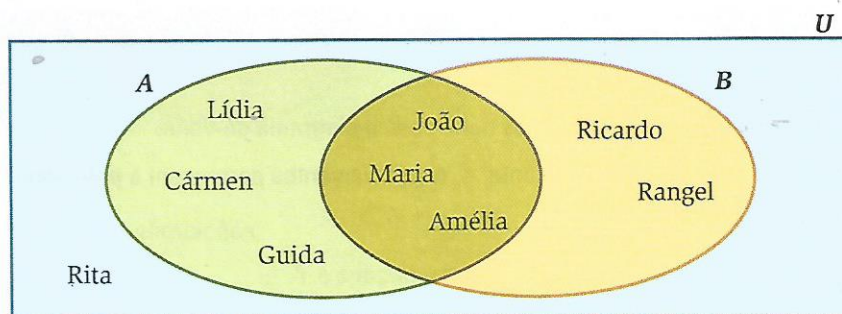 U
A
B
Lídia
João
Ricardo
Cármen
Maria
Rangel
Amélia
Guida
Rita